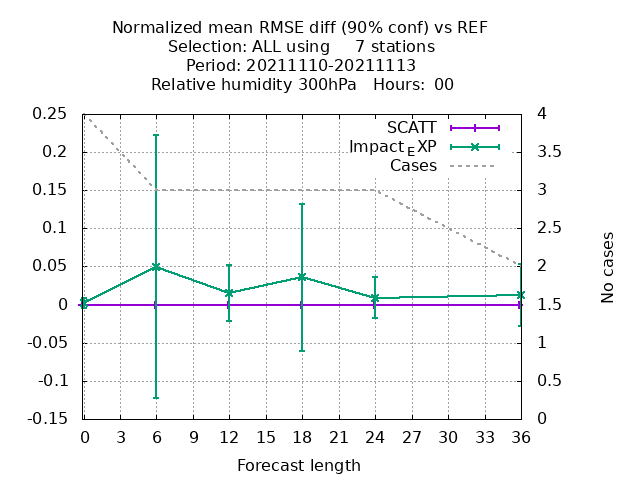 Normalized mean RMSE diff (90% conf) vs REF
Selection: ALL using 7 stations
Period: 20211110-20211113
Relative humidity 300hPa Hours: 00
SCATT
Impact_EXP
Cases
0.25
0.2
0.15
0.1
0.05
0
-0.05
-0.1
-0.15
4
3.5
3
2.5
2
1.5
1
0.5
0
No cases
0 3 6 9 12 15 18 21 24 27 30 33 36
Forecast length